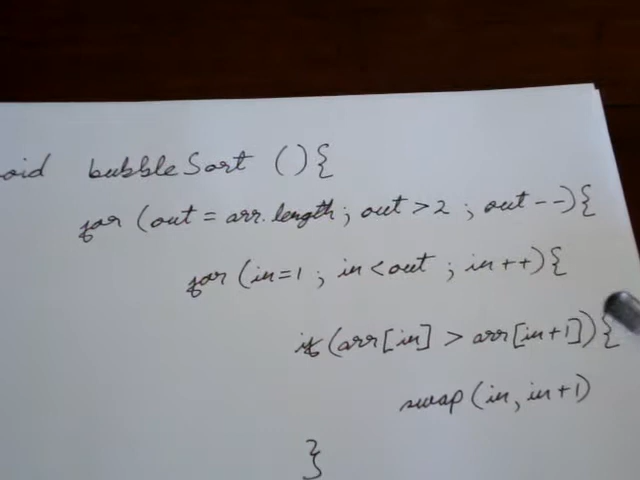 oid bubbleSort (){
for (out = arr.length; out > 2 ; out --){
for (in=1 ; in < out ; in ++){
if (arr[in] > arr[in+1]){
swap (in, in+1)
}